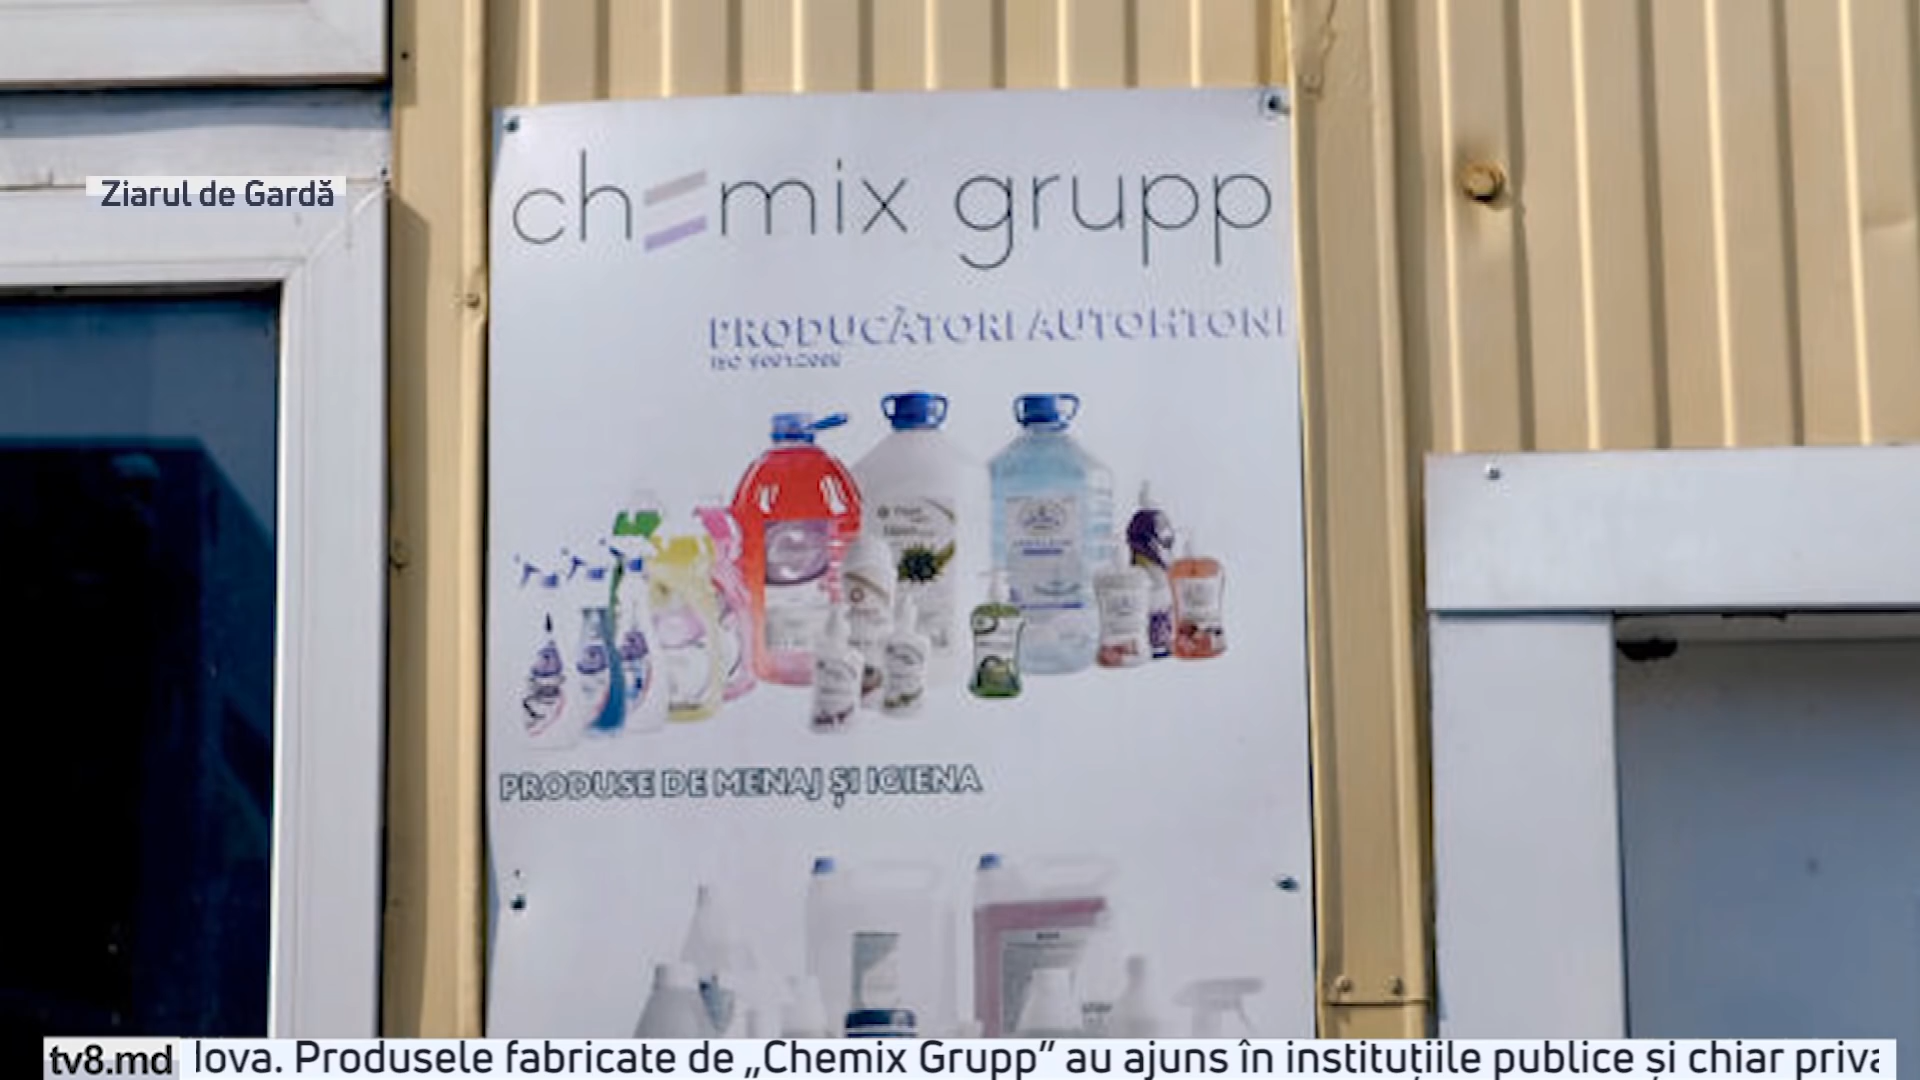 Ziarul de Gardă
chemix grupp
PRODUCĂTORI AUTOHTONI
PRODUSE DE MENAJ ȘI IGIENA
tv8.md lova. Produsele fabricate de „Chemix Grupp” au ajuns în instituțiile publice și chiar priva